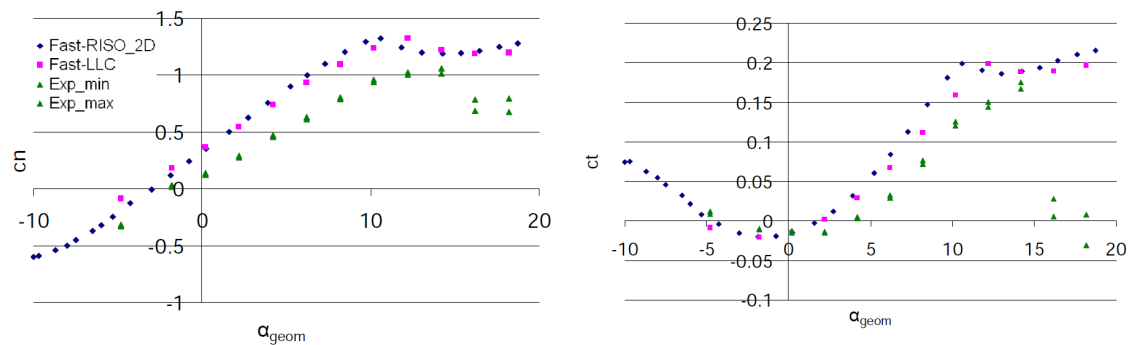 1.5
Fast-RISO_2D
Fast-LLC
1
Exp_min
Exp_max
0.5
cn
0
-10 0 10 20
-0.5
-1
αgeom
0.25
0.2
0.15
ct
0.1
0.05
0
-10 -5 0 5 10 15 20
-0.05
-0.1
αgeom